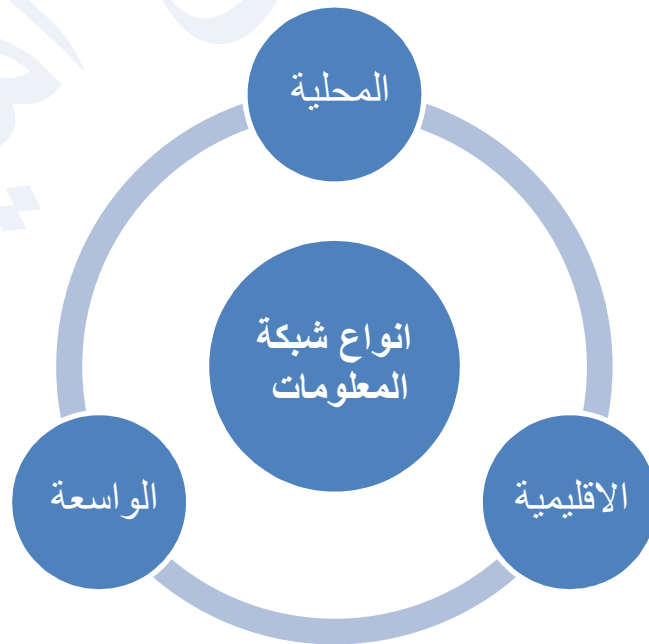 المحلية
انواع شبكة
المعلومات
الاقليمية
الواسعة